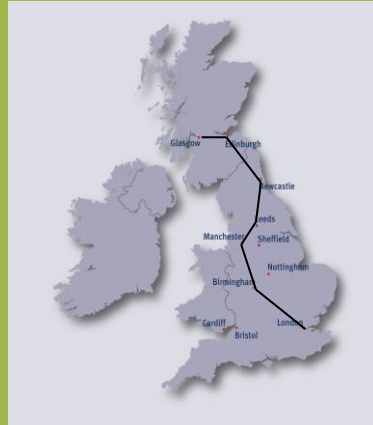 Glasgow
Edinburgh
Newcastle
Leeds
Manchester
Sheffield
Nottingham
Birmingham
London
Cardiff
Bristol